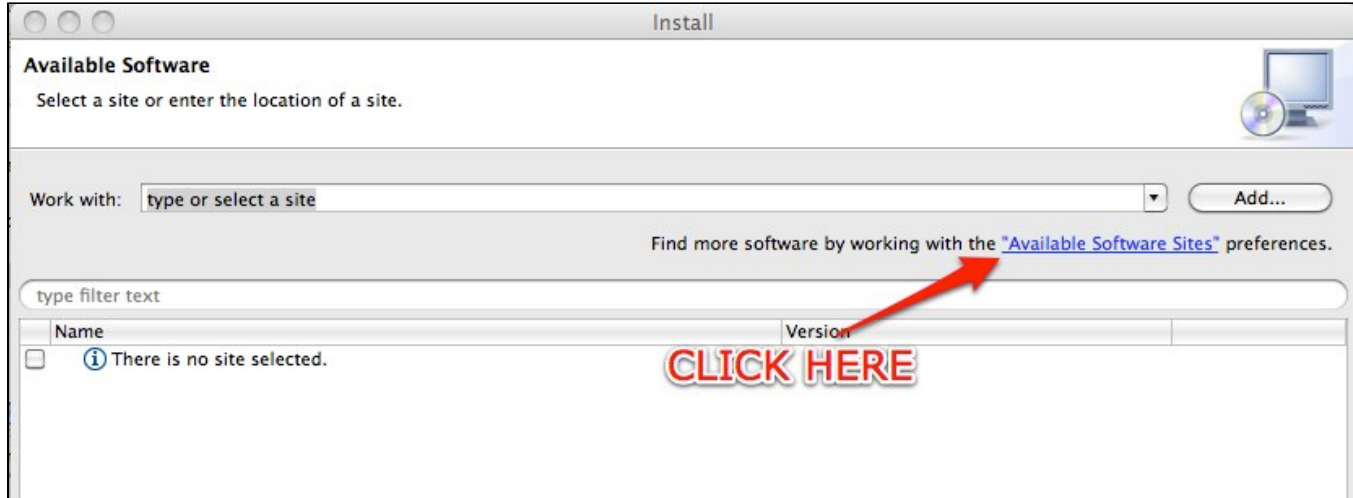 Install
Available Software
Select a site or enter the location of a site.
Work with: type or select a site Add...
Find more software by working with the "Available Software Sites" preferences.
type filter text
Name Version
There is no site selected.
CLICK HERE